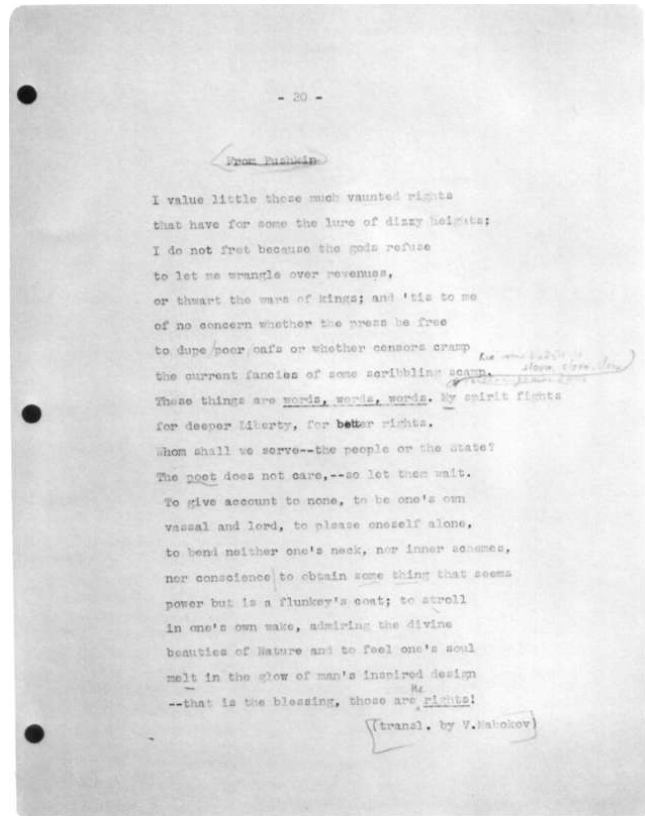 - 20 -
From Pushkin
I value little those much vaunted rights
that have for some the lure of dizzy heights;
I do not fret because the gods refuse
to let me wrangle over revenues,
or thwart the wars of kings; and 'tis to me
of no concern whether the press be free
to dupe poor oafs or whether censors cramp
the current fancies of some scribbling scamp.
These things are words, words, words. My spirit fights
for deeper Liberty, for better rights.
Whom shall we serve--the people or the State?
The poet does not care,--so let them wait.
To give account to none, to be one's own
vassal and lord, to please oneself alone,
to bend neither one's neck, nor inner schemes,
nor conscience to obtain some thing that seems
power but is a flunkey's coat; to stroll
in one's own wake, admiring the divine
beauties of Nature and to feel one's soul
melt in the glow of man's inspired design
--that is the blessing, those are the rights!
(transl. by V.Nabokov)